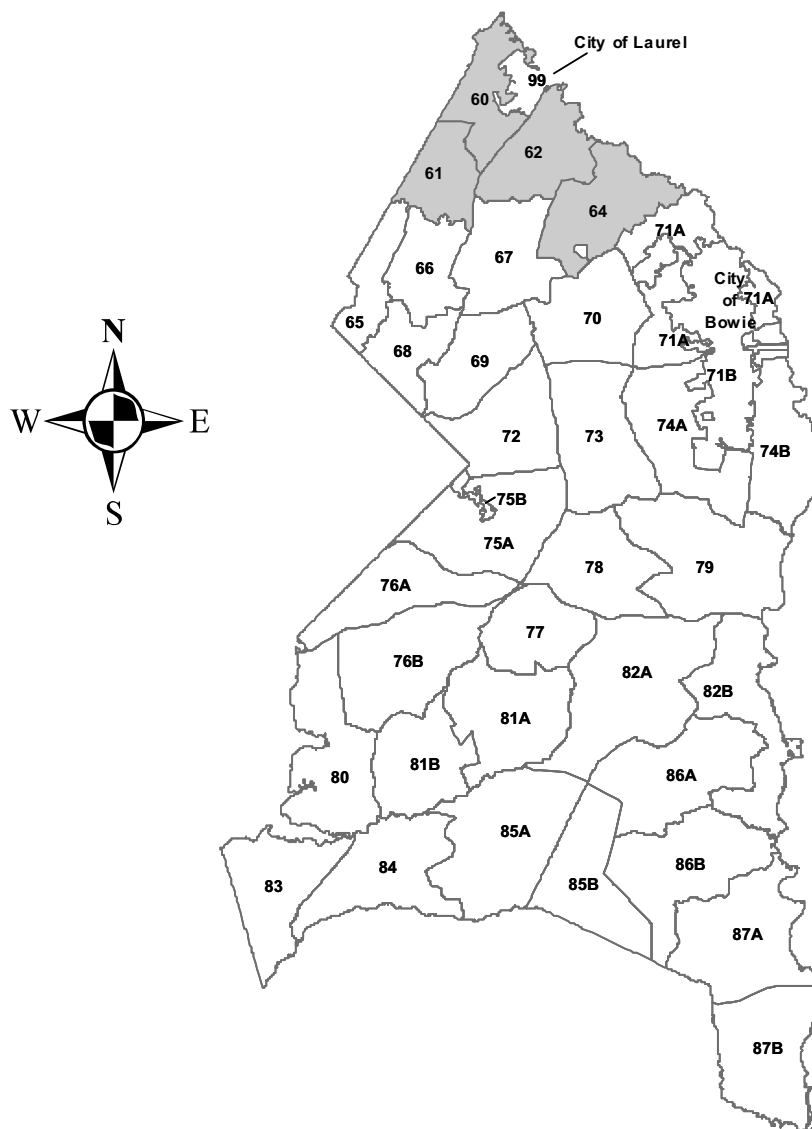 City of Laurel
99
60
62
61
64
71A
67
66
City
71A
of
65
70
Bowie
N
68
71A
69
71B
W
E
74A
72
73
74B
S
75B
75A
78
79
76A
77
76B
82A
82B
81A
81B
80
86A
85A
84
86B
83
85B
87A
87B